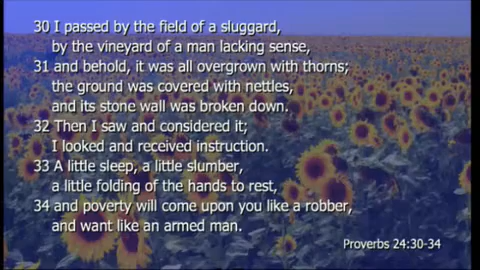 30 I passed by the field of a sluggard,
by the vineyard of a man lacking sense,
31 and behold, it was all overgrown with thorns;
the ground was covered with nettles,
and its stone wall was broken down.
32 Then I saw and considered it;
I looked and received instruction.
33 A little sleep, a little slumber,
a little folding of the hands to rest,
34 and poverty will come upon you like a robber,
and want like an armed man.
Proverbs 24:30-34